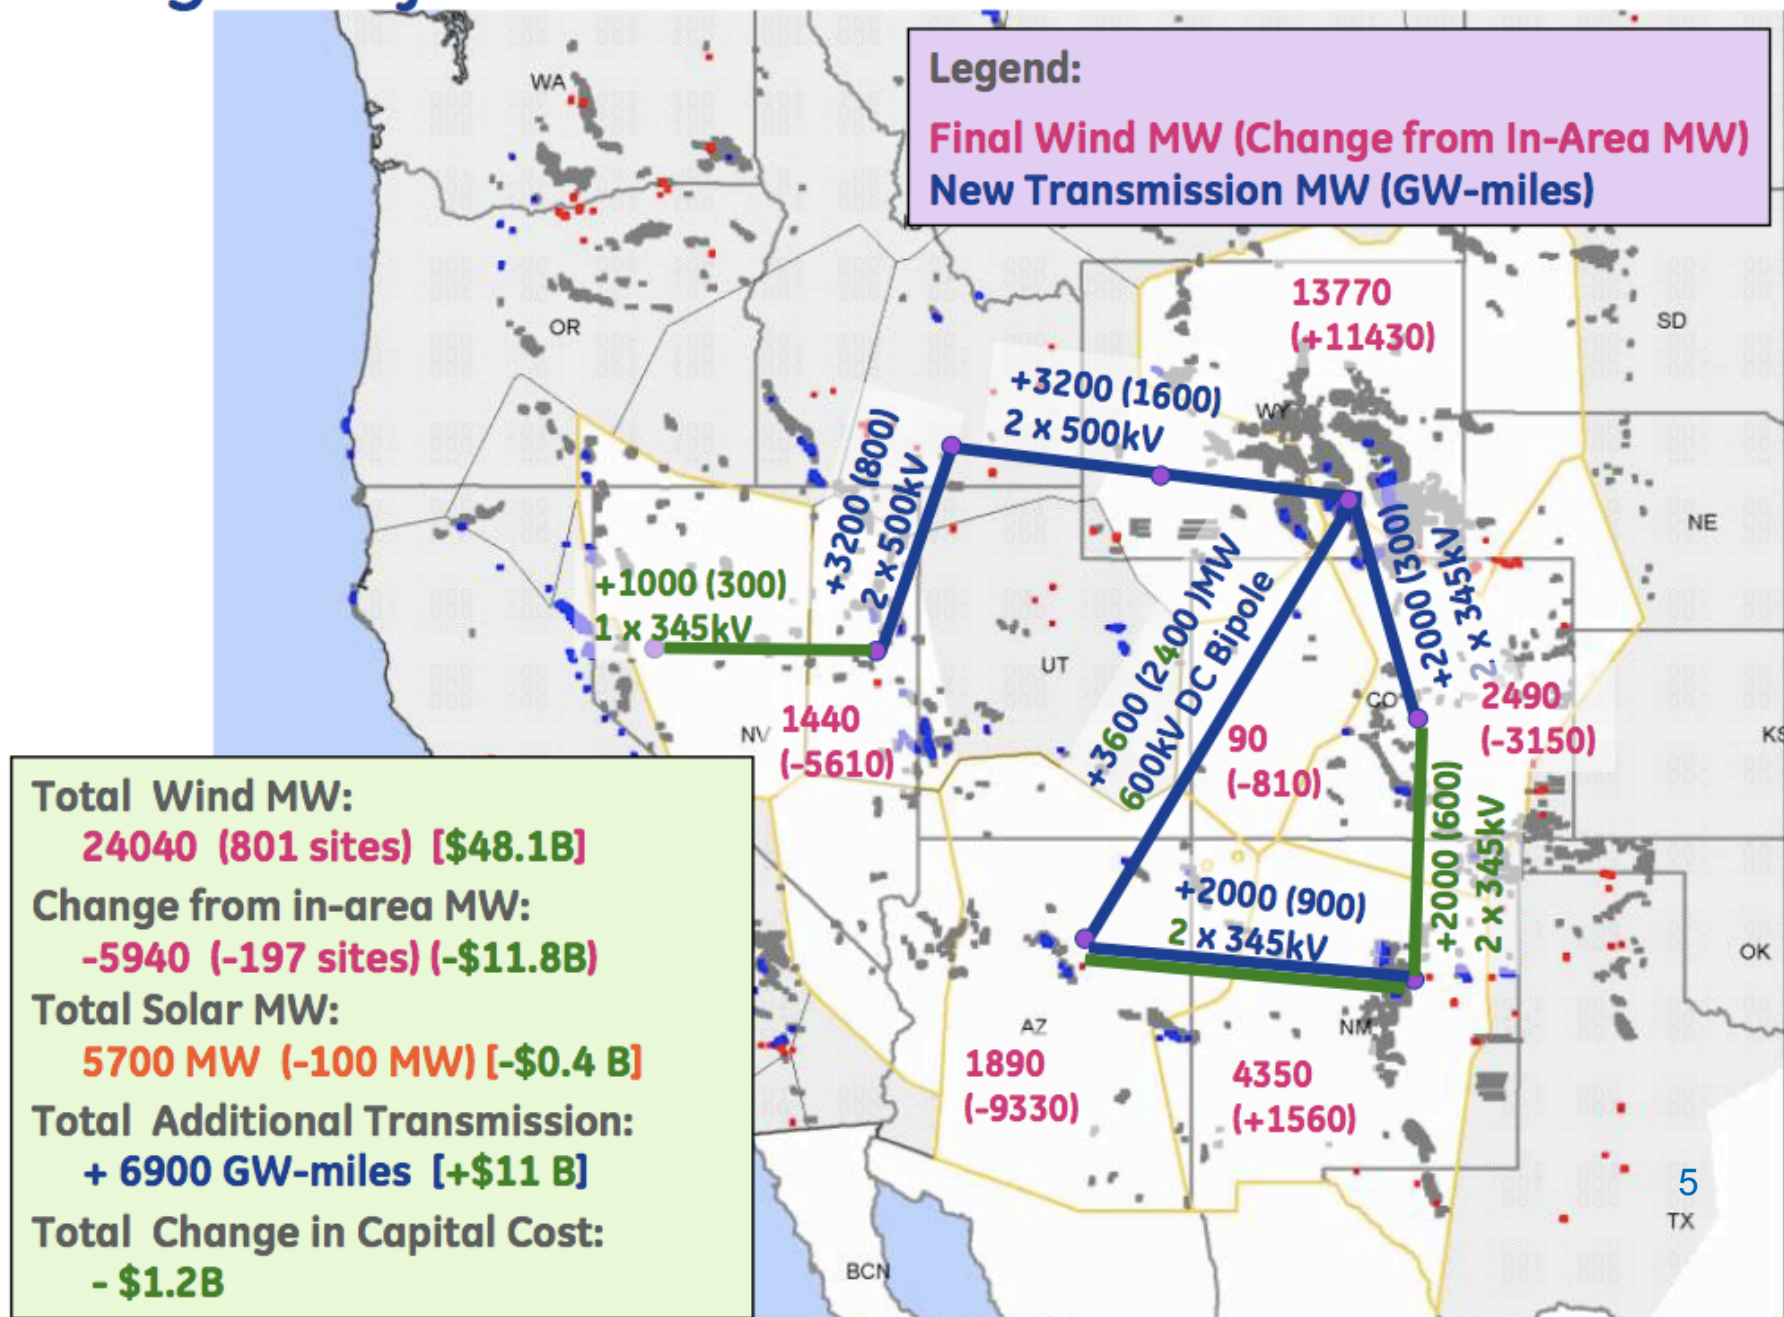 Legend:
Final Wind MW (Change from In-Area MW)
New Transmission MW (GW-miles)
WA
OR
SD
13770
(+11430)
+3200 (1600)
2 x 500kV
WY
+3200 (800)
2 x 500kV
NE
+1000 (300)
1 x 345kV
+3600 (2400 )MW
600kV DC Bipole
+2000 (300)
2 x 345kV
UT
CO
2490
(-3150)
NV
1440
(-5610)
90
(-810)
KS
+2000 (600)
2 x 345kV
+2000 (900)
2 x 345kV
OK
AZ
NM
1890
(-9330)
4350
(+1560)
5
TX
BCN
Total Wind MW:
24040 (801 sites) [$48.1B]
Change from in-area MW:
-5940 (-197 sites) (-$11.8B)
Total Solar MW:
5700 MW (-100 MW) [-$0.4 B]
Total Additional Transmission:
+ 6900 GW-miles [+$11 B]
Total Change in Capital Cost:
- $1.2B